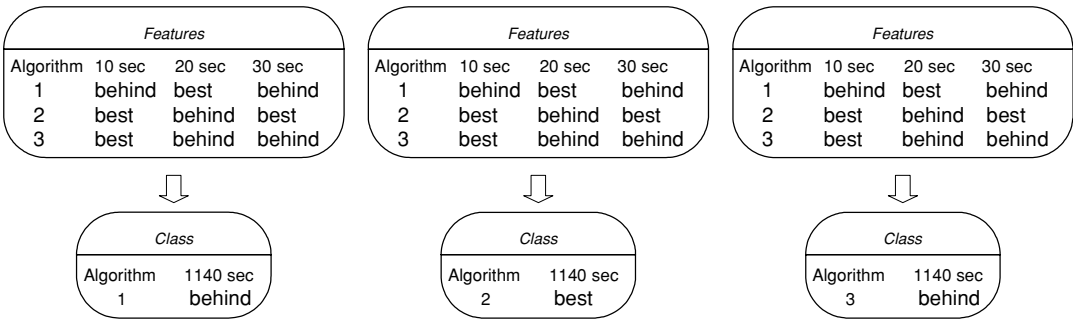 Features
Algorithm 10 sec 20 sec 30 sec
1 behind best behind
2 best behind best
3 best behind behind
Class
Algorithm 1140 sec
1 behind
Features
Algorithm 10 sec 20 sec 30 sec
1 behind best behind
2 best behind best
3 best behind behind
Class
Algorithm 1140 sec
2 best
Features
Algorithm 10 sec 20 sec 30 sec
1 behind best behind
2 best behind best
3 best behind behind
Class
Algorithm 1140 sec
3 behind